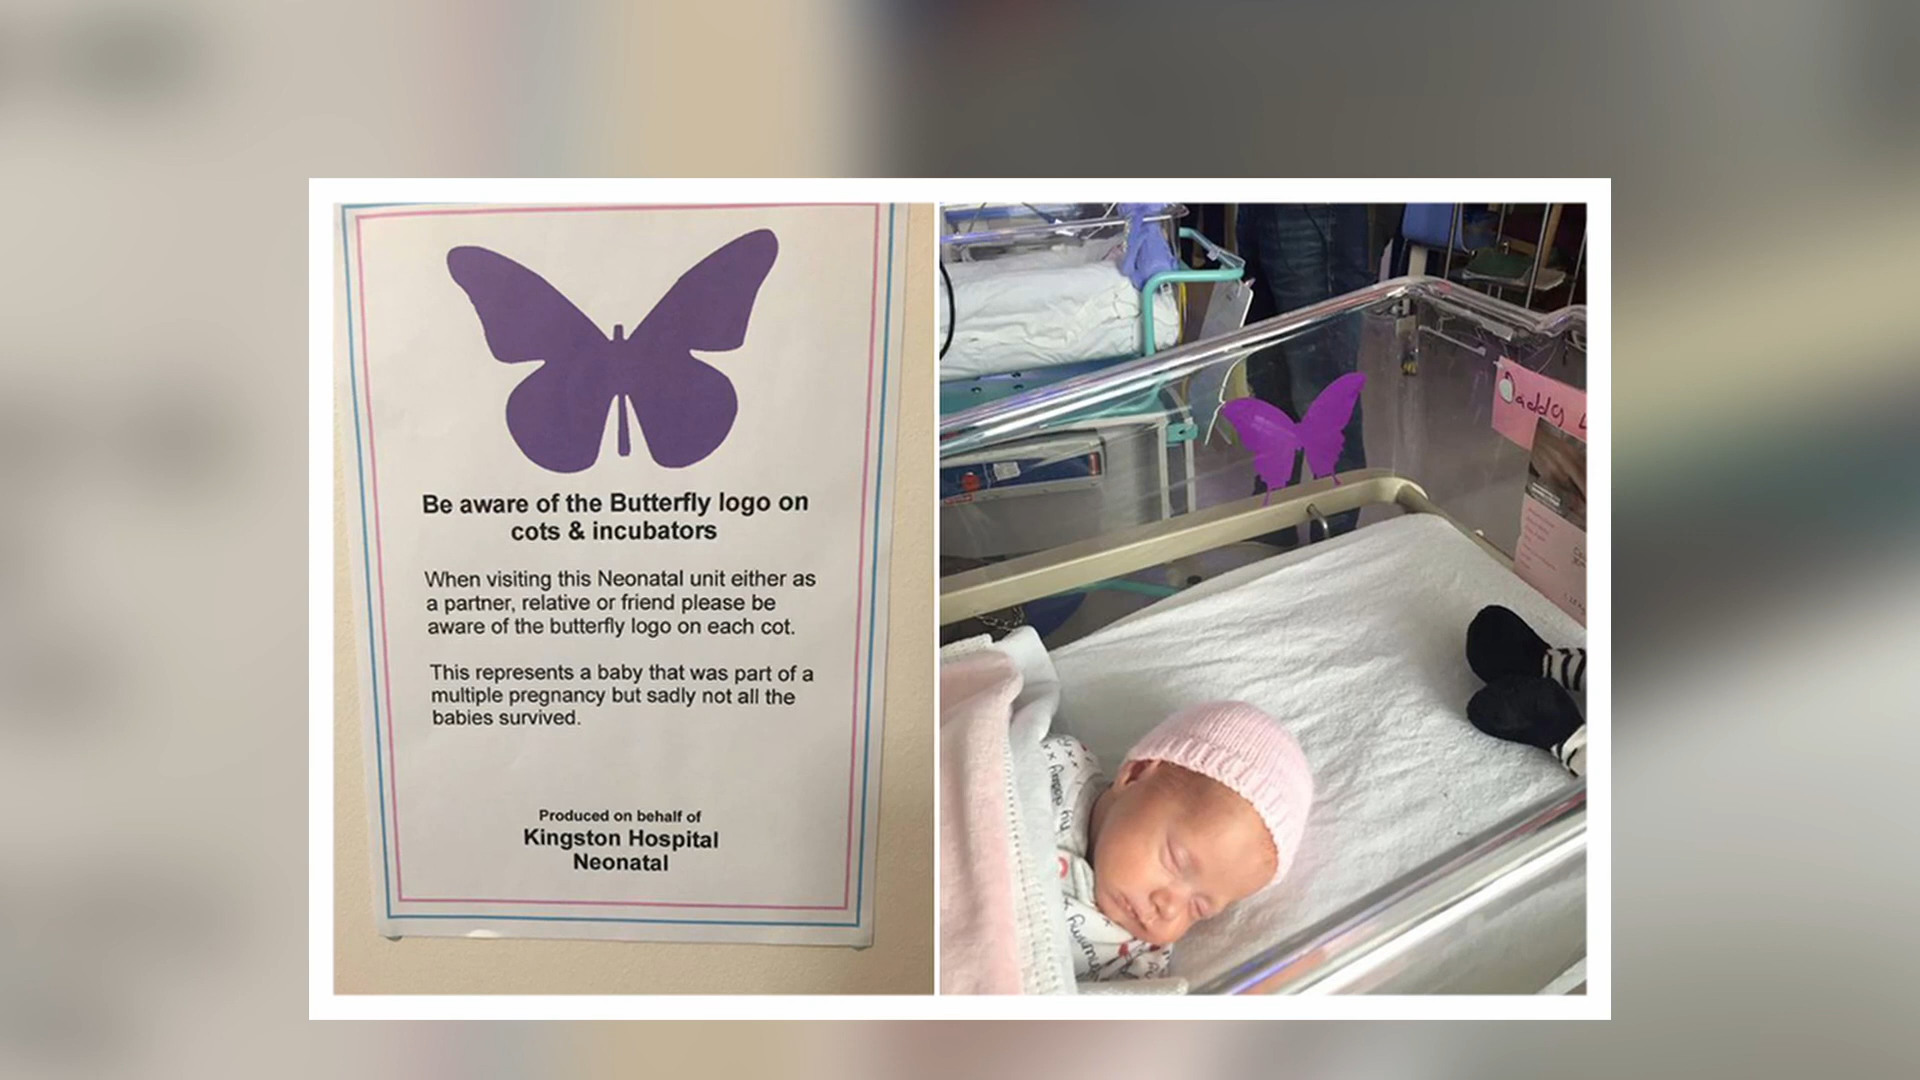 Be aware of the Butterfly logo on
cots & incubators
When visiting this Neonatal unit either as
a partner, relative or friend please be
aware of the butterfly logo on each cot.
This represents a baby that was part of a
multiple pregnancy but sadly not all the
babies survived.
Produced on behalf of
Kingston Hospital
Neonatal
Daddy